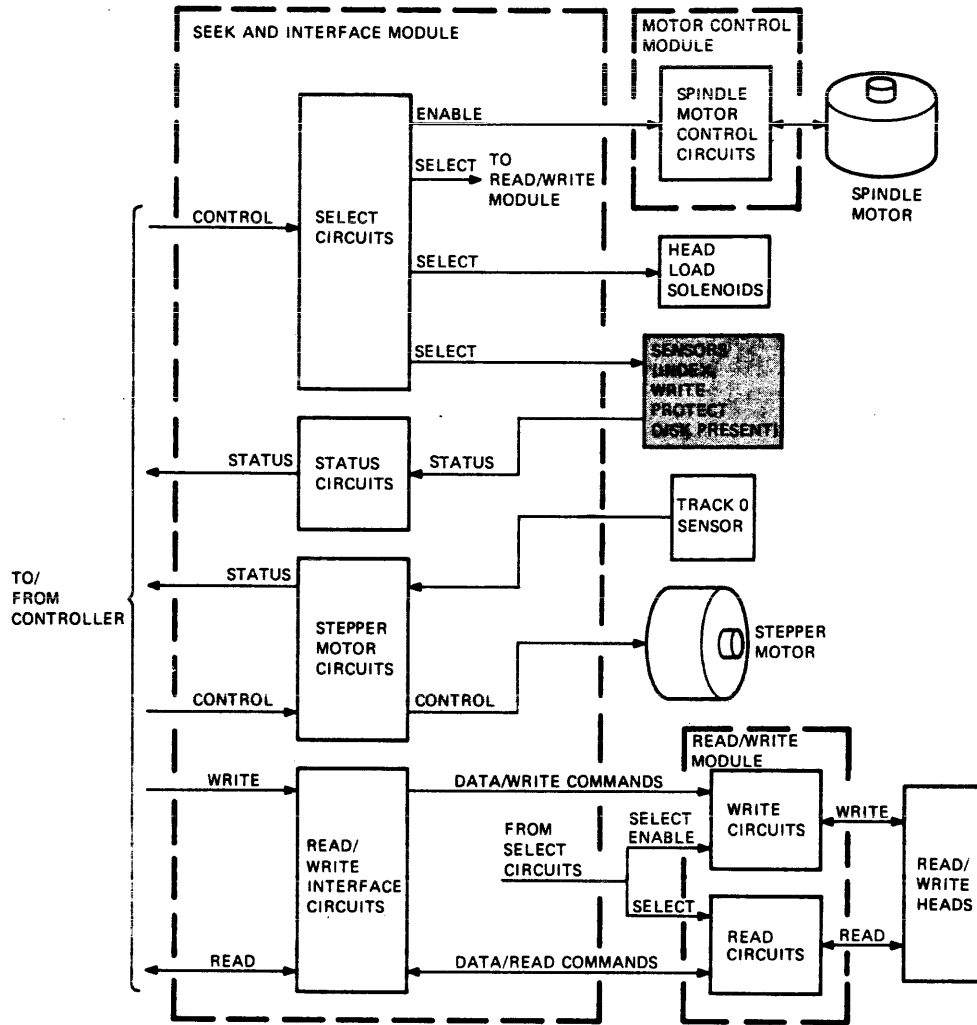 SEEK AND INTERFACE MODULE
MOTOR CONTROL
MODULE
SELECT
CIRCUITS
ENABLE
SELECT
TO
READ/WRITE
MODULE
SELECT
SELECT
SPINDLE
MOTOR
CONTROL
CIRCUITS
SPINDLE
MOTOR
CONTROL
HEAD
LOAD
SOLENOIDS
SENSORS
(INDEX,
WRITE
PROTECT
DISK PRESENT)
STATUS
STATUS
CIRCUITS
STATUS
TRACK 0
SENSOR
STATUS
TO/
FROM
CONTROLLER
STEPPER
MOTOR
CIRCUITS
STEPPER
MOTOR
CONTROL
CONTROL
READ/WRITE
MODULE
WRITE
DATA/WRITE COMMANDS
READ/
WRITE
INTERFACE
CIRCUITS
FROM
SELECT
CIRCUITS
SELECT
ENABLE
SELECT
WRITE
CIRCUITS
WRITE
READ/
WRITE
HEADS
READ
CIRCUITS
READ
READ
DATA/READ COMMANDS